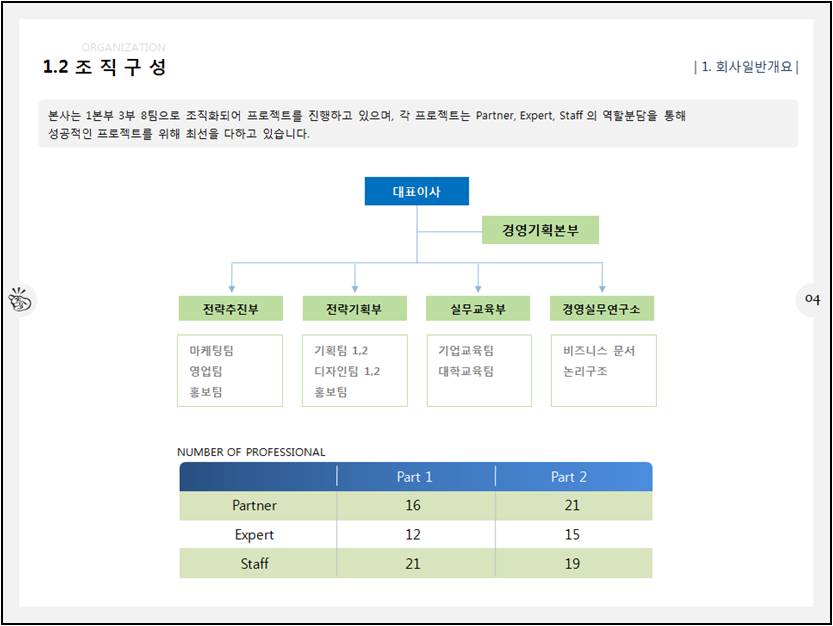 ORGANIZATION
1.2 조 직 구 성
| 1. 회사일반개요 |
본사는 1본부 3부 8팀으로 조직화되어 프로젝트를 진행하고 있으며, 각 프로젝트는 Partner, Expert, Staff 의 역할분담을 통해
성공적인 프로젝트를 위해 최선을 다하고 있습니다.
대표이사
경영기획본부
전략추진부 전략기획부 실무교육부 경영실무연구소
마케팅팀 기획팀 1,2 기업교육팀 비즈니스 문서
영업팀 디자인팀 1,2 대학교육팀 논리구조
홍보팀 홍보팀
04
NUMBER OF PROFESSIONAL
Part 1 Part 2
Partner 16 21
Expert 12 15
Staff 21 19